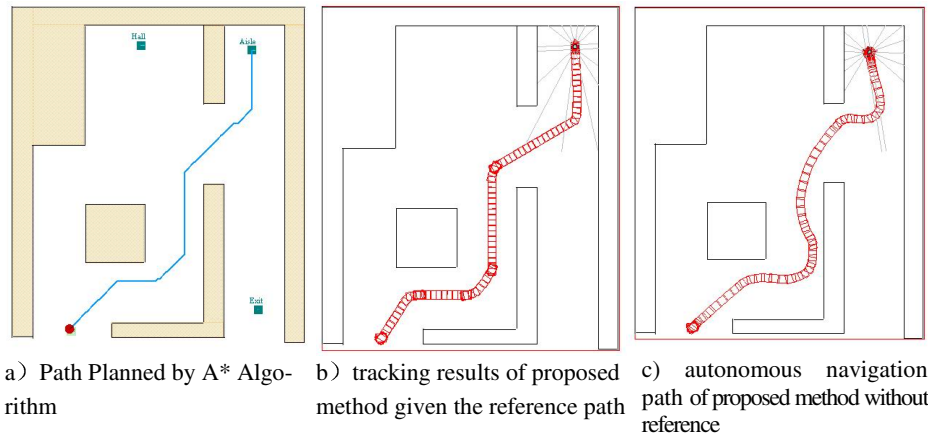 Hall
Aisle
Exit
a）Path Planned by A* Algo-
rithm
b）tracking results of proposed
method given the reference path
c) autonomous navigation
path of proposed method without
reference